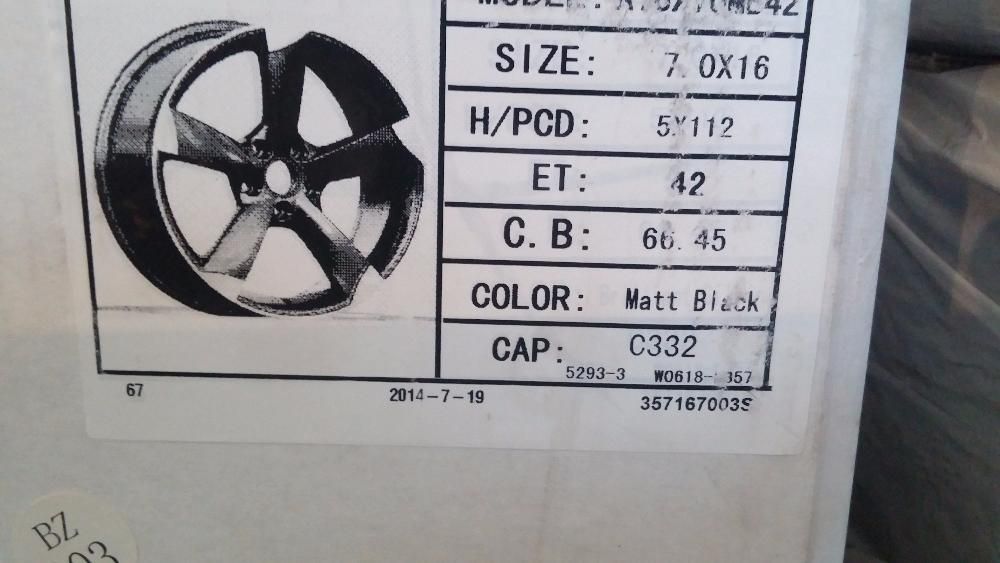 SIZE: 7.0X16
H/PCD: 5X112
ET: 42
C.B: 66.45
COLOR: Matt Black
CAP: C332
5293-3
67 2014-7-19 357167003S
BZ